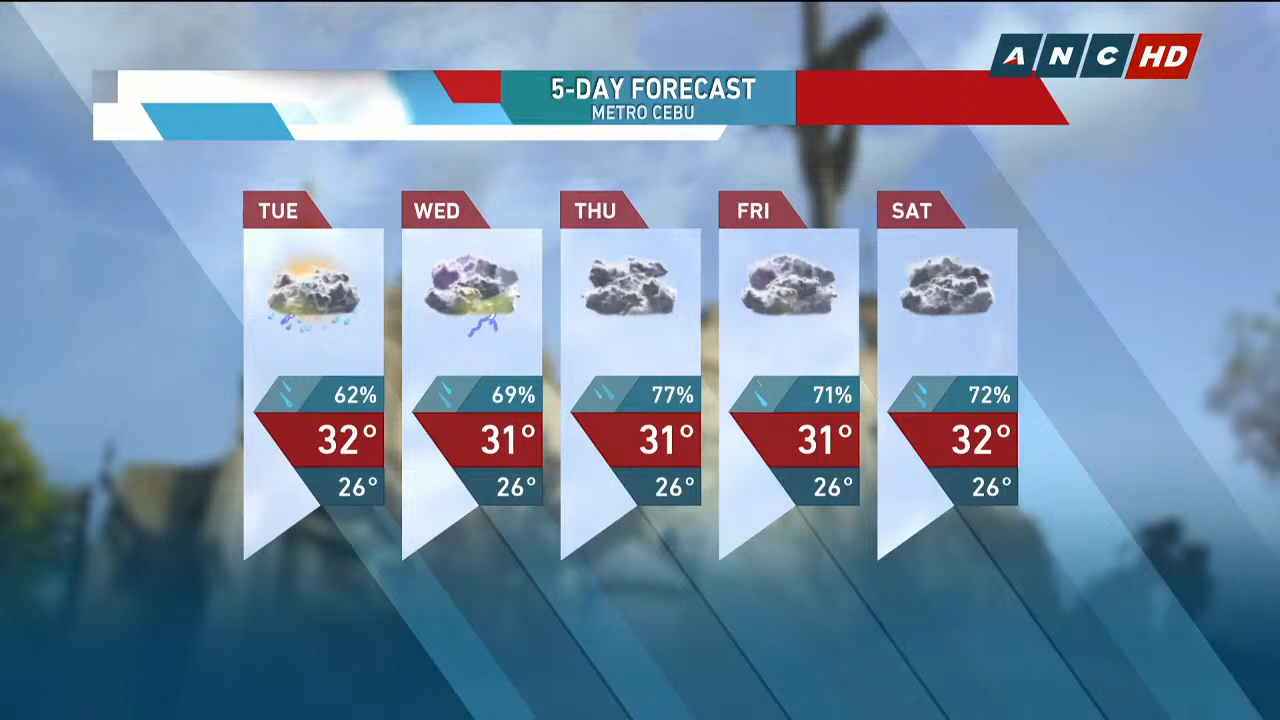 ANC HD
5-DAY FORECAST
METRO CEBU
TUE
62%
32°
26°
WED
69%
31°
26°
THU
77%
31°
26°
FRI
71%
31°
26°
SAT
72%
32°
26°